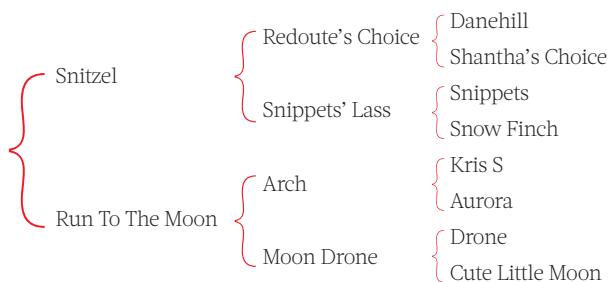 Danehill
Redoute’s Choice
Shantha’s Choice
Snitzel
Snippets
Snippets’ Lass
Snow Finch
Kris S
Arch
Aurora
Run To The Moon
Drone
Moon Drone
Cute Little Moon